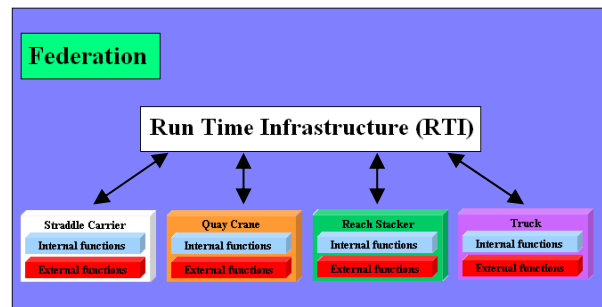 Federation
Run Time Infrastructure (RTI)
Straddle Carrier
Internal functions
External functions
Quay Crane
Internal functions
External functions
Reach Stacker
Internal functions
External functions
Truck
Internal functions
External functions